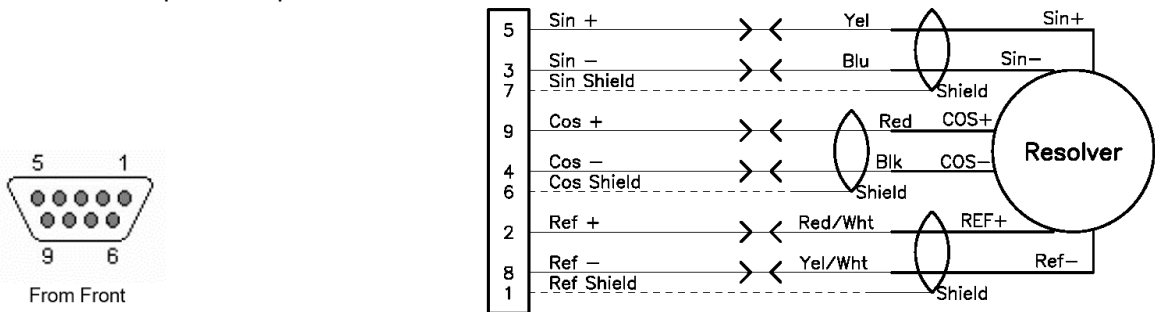 5 Sin + Yel Sin+
3 Sin − Blu Sin−
7 Sin Shield Shield
9 Cos + Red COS+
4 Cos − Blk COS−
Resolver
6 Cos Shield Shield
2 Ref + Red/Wht REF+
8 Ref − Yel/Wht Ref−
1 Ref Shield Shield
5 1
9 6
From Front